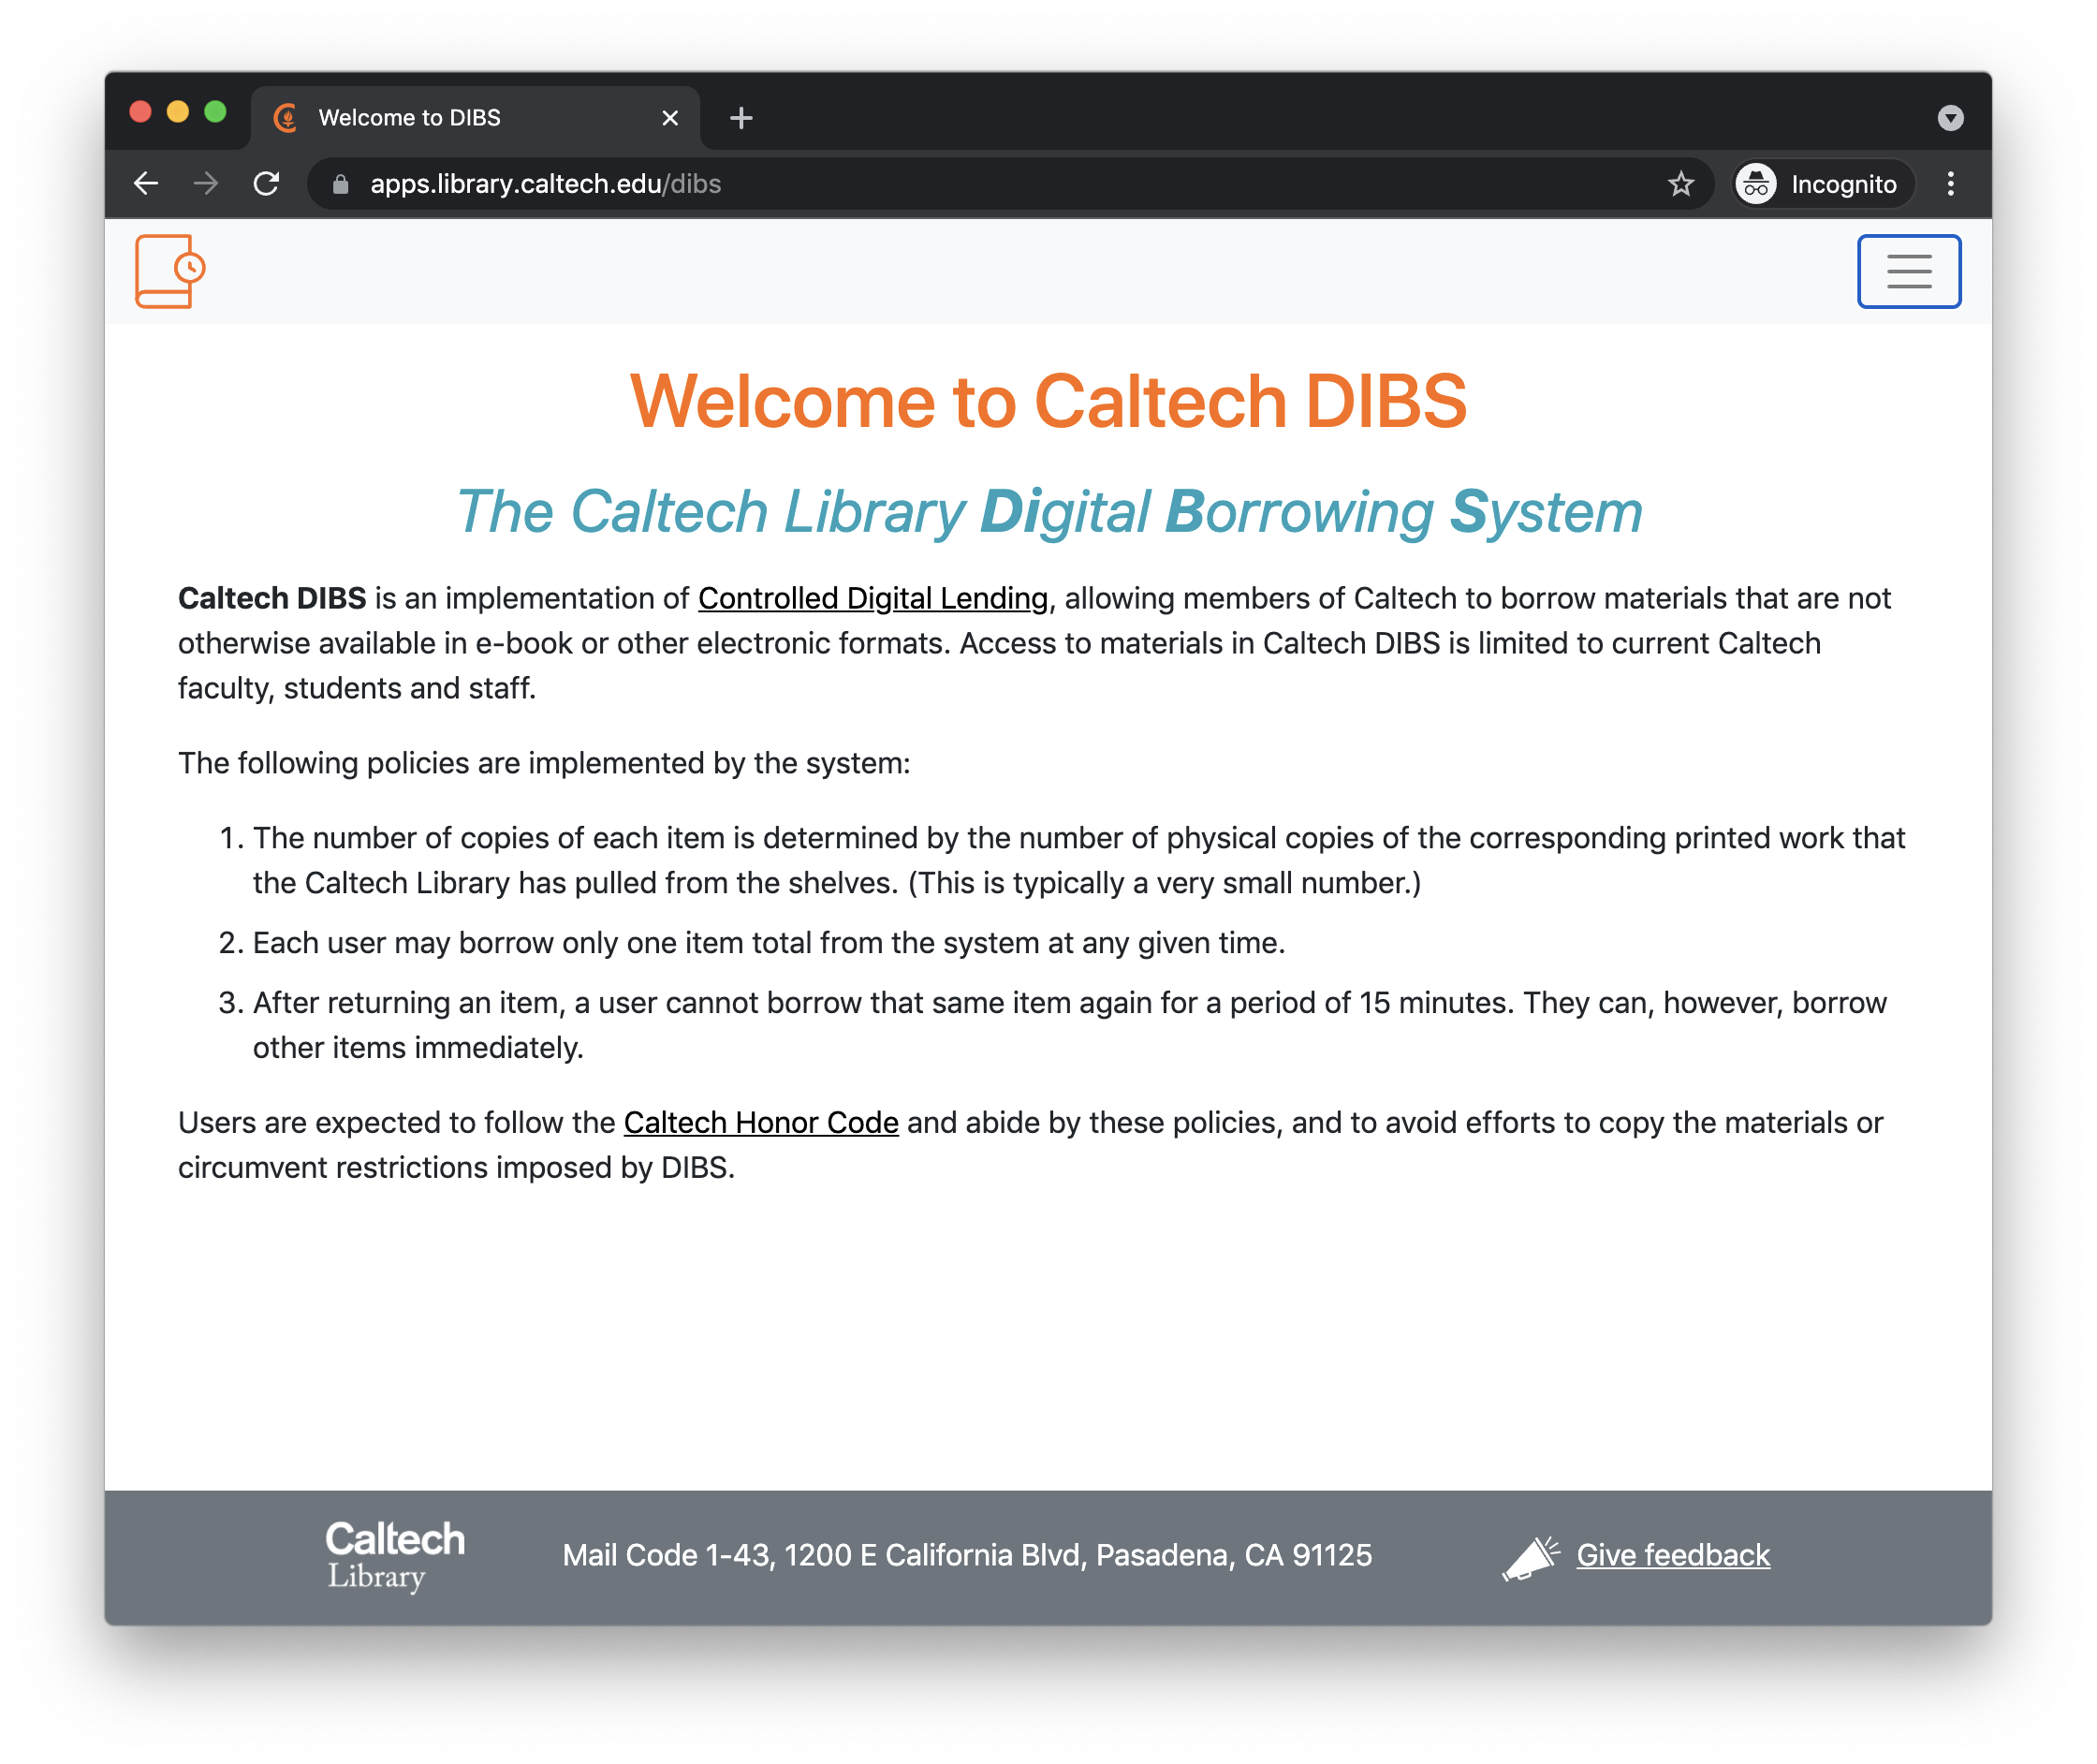 Welcome to DIBS
apps.library.caltech.edu/dibs
Incognito
Welcome to Caltech DIBS
The Caltech Library Digital Borrowing System
Caltech DIBS is an implementation of Controlled Digital Lending, allowing members of Caltech to borrow materials that are not
otherwise available in e-book or other electronic formats. Access to materials in Caltech DIBS is limited to current Caltech
faculty, students and staff.
The following policies are implemented by the system:
1. The number of copies of each item is determined by the number of physical copies of the corresponding printed work that
the Caltech Library has pulled from the shelves. (This is typically a very small number.)
2. Each user may borrow only one item total from the system at any given time.
3. After returning an item, a user cannot borrow that same item again for a period of 15 minutes. They can, however, borrow
other items immediately.
Users are expected to follow the Caltech Honor Code and abide by these policies, and to avoid efforts to copy the materials or
circumvent restrictions imposed by DIBS.
Caltech
Library
Mail Code 1-43, 1200 E California Blvd, Pasadena, CA 91125
Give feedback